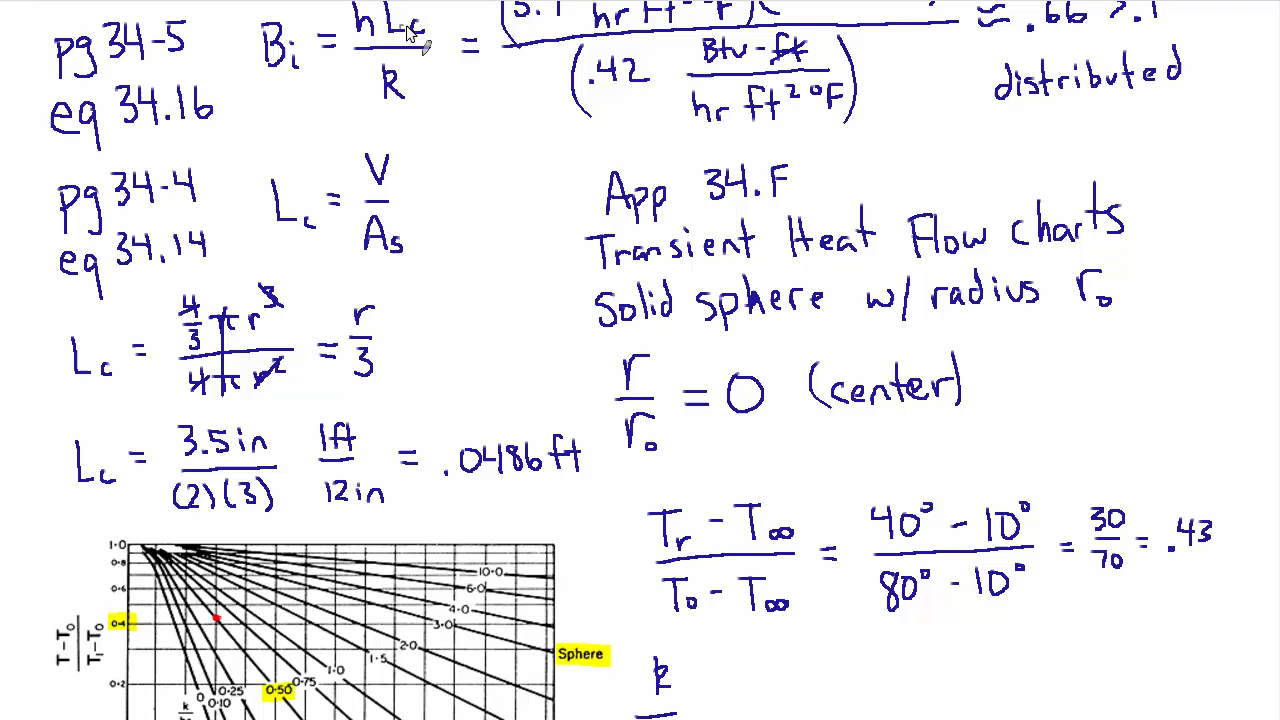 pg 34-5
eq 34.16
Bi = hLc / k = (5.1 hr ft °F)( / (.42 Btu-ft / hr ft² °F) ≈ .66 > .1
distributed
pg 34-4
eq 34.14
Lc = V / As
Lc = 4/3 π r³ / 4 π r² = r / 3
Lc = 3.5 in / (2)(3) 1ft / 12in = .0486 ft
App 34.F
Transient Heat Flow charts
Solid sphere w/ radius r₀
r / r₀ = 0 (center)
Tr - T∞ / T₀ - T∞ = 40° - 10° / 80° - 10° = 30 / 70 = .43
k
T-T₀ / T₁-T₀
1·0
0·8
0·6
0·4
0·2
10·0
6·0
4·0
3·0
2·0
1·5
1·0
0·75
0·50
0·25
0·10
0
k
Sphere